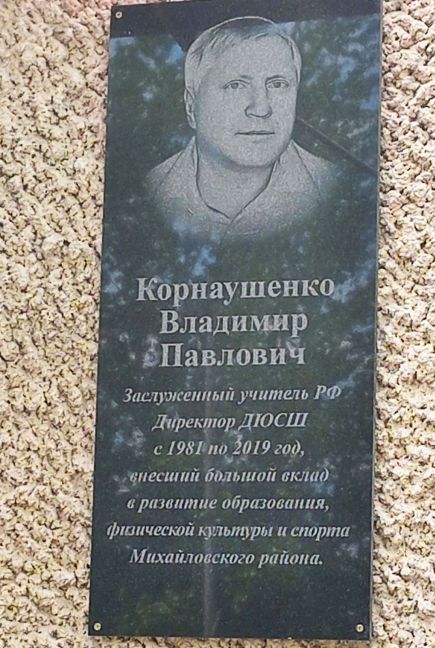 Корнаушенко
Владимир
Павлович
Заслуженный учитель РФ
Директор ДЮСШ
с 1981 по 2019 год,
внесший большой вклад
в развитие образования,
физической культуры и спорта
Михайловского района.